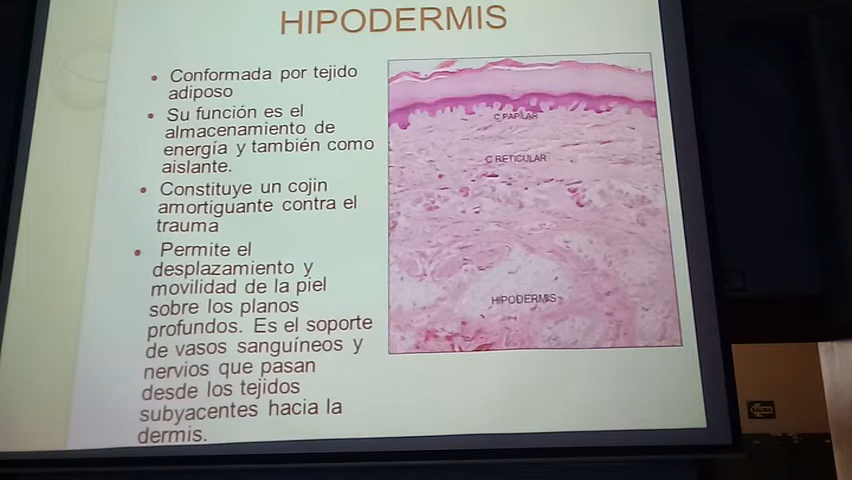 HIPODERMIS
• Conformada por tejido
adiposo
• Su función es el
almacenamiento de
energía y también como
aislante.
• Constituye un cojin
amortiguante contra el
trauma
• Permite el
desplazamiento y
movilidad de la piel
sobre los planos
profundos. Es el soporte
de vasos sanguíneos y
nervios que pasan
desde los tejidos
subyacentes hacia la
dermis.
C PAPILAR
C RETICULAR
HIPODERMIS
SALIDA